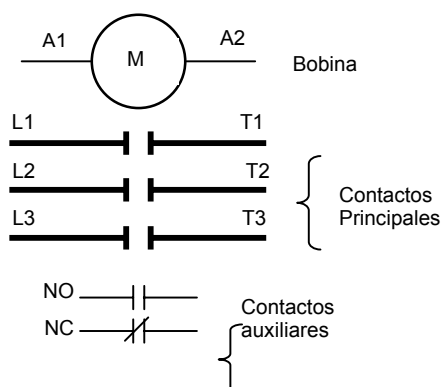 A1
M
A2
Bobina
L1
T1
L2
T2
L3
T3
Contactos
Principales
NO
NC
Contactos
auxiliares